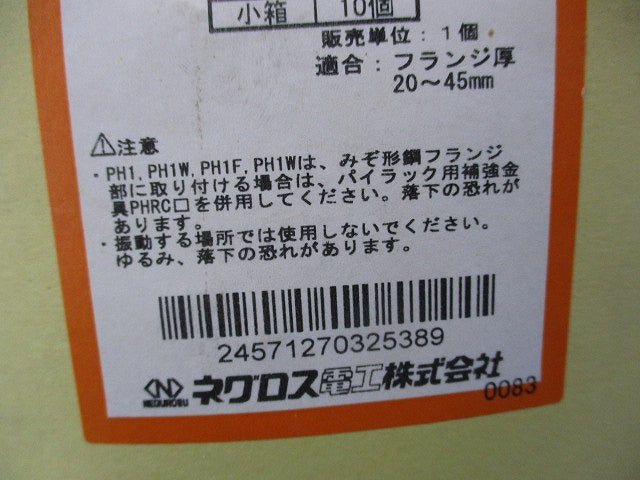 小箱 10個
販売単位：1個
適合：フランジ厚
20～45mm
⚠注意
・PH1,PH1W,PH1F,PH1Wは、みぞ形鋼フランジ
部に取り付ける場合は、パイラック用補強金
具PHRC□を併用してください。落下の恐れが
あります。
・振動する場所では使用しないでください。
ゆるみ、落下の恐れがあります。
24571270325389
N ネグロス電工株式会社
NEGUROSU
0083